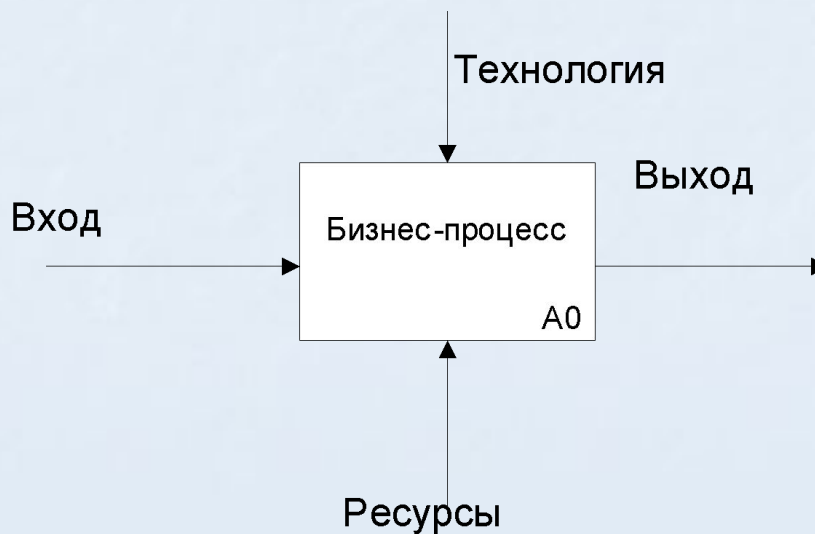 Технология
Выход
Вход
Бизнес-процесс
A0
Ресурсы